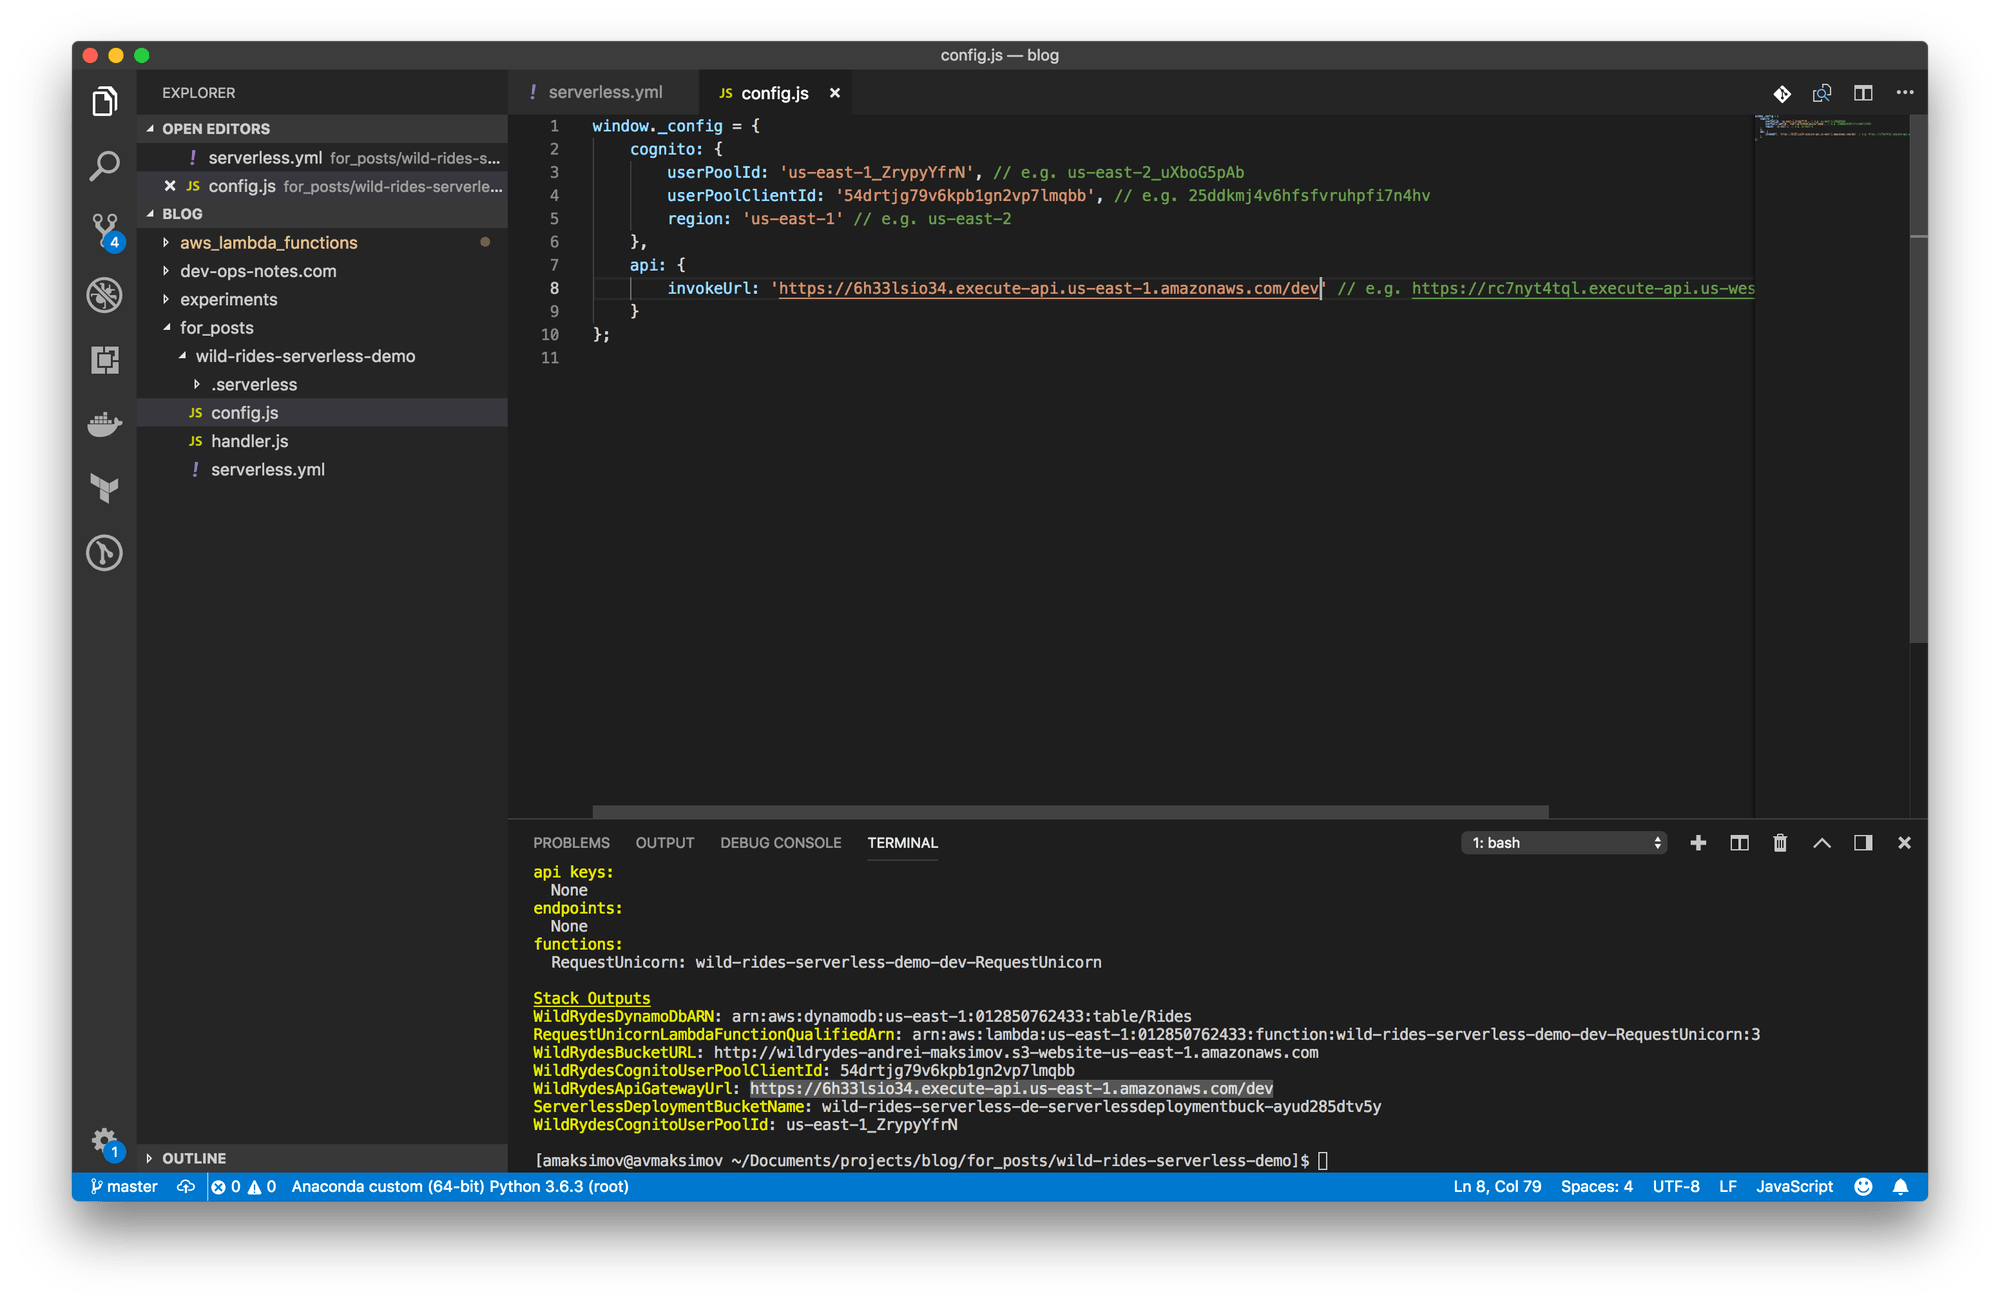 config.js — blog
EXPLORER
OPEN EDITORS
! serverless.yml for_posts/wild-rides-s...
JS config.js for_posts/wild-rides-serverle...
BLOG
aws_lambda_functions
dev-ops-notes.com
experiments
for_posts
wild-rides-serverless-demo
.serverless
JS config.js
JS handler.js
! serverless.yml
OUTLINE
4
1
! serverless.yml
JS config.js
1 window._config = {
2 cognito: {
3 userPoolId: 'us-east-1_ZrypyYfrN', // e.g. us-east-2_uXboG5pAb
4 userPoolClientId: '54drtjg79v6kpb1gn2vp7lmqbb', // e.g. 25ddkmj4v6hfsfvruhpfi7n4hv
5 region: 'us-east-1' // e.g. us-east-2
6 },
7 api: {
8 invokeUrl: 'https://6h33lsio34.execute-api.us-east-1.amazonaws.com/dev' // e.g. https://rc7nyt4tql.execute-api.us-wes
9 }
10 };
11
PROBLEMS OUTPUT DEBUG CONSOLE TERMINAL 1: bash
api keys:
None
endpoints:
None
functions:
RequestUnicorn: wild-rides-serverless-demo-dev-RequestUnicorn
Stack Outputs
WildRydesDynamoDbARN: arn:aws:dynamodb:us-east-1:012850762433:table/Rides
RequestUnicornLambdaFunctionQualifiedArn: arn:aws:lambda:us-east-1:012850762433:function:wild-rides-serverless-demo-dev-RequestUnicorn:3
WildRydesBucketURL: http://wildrydes-andrei-maksimov.s3-website-us-east-1.amazonaws.com
WildRydesCognitoUserPoolClientId: 54drtjg79v6kpb1gn2vp7lmqbb
WildRydesApiGatewayUrl: https://6h33lsio34.execute-api.us-east-1.amazonaws.com/dev
ServerlessDeploymentBucketName: wild-rides-serverless-de-serverlessdeploymentbuck-ayud285dtv5y
WildRydesCognitoUserPoolId: us-east-1_ZrypyYfrN
[amaksimov@avmaksimov ~/Documents/projects/blog/for_posts/wild-rides-serverless-demo]$
master 0 0 Anaconda custom (64-bit) Python 3.6.3 (root) Ln 8, Col 79 Spaces: 4 UTF-8 LF JavaScript